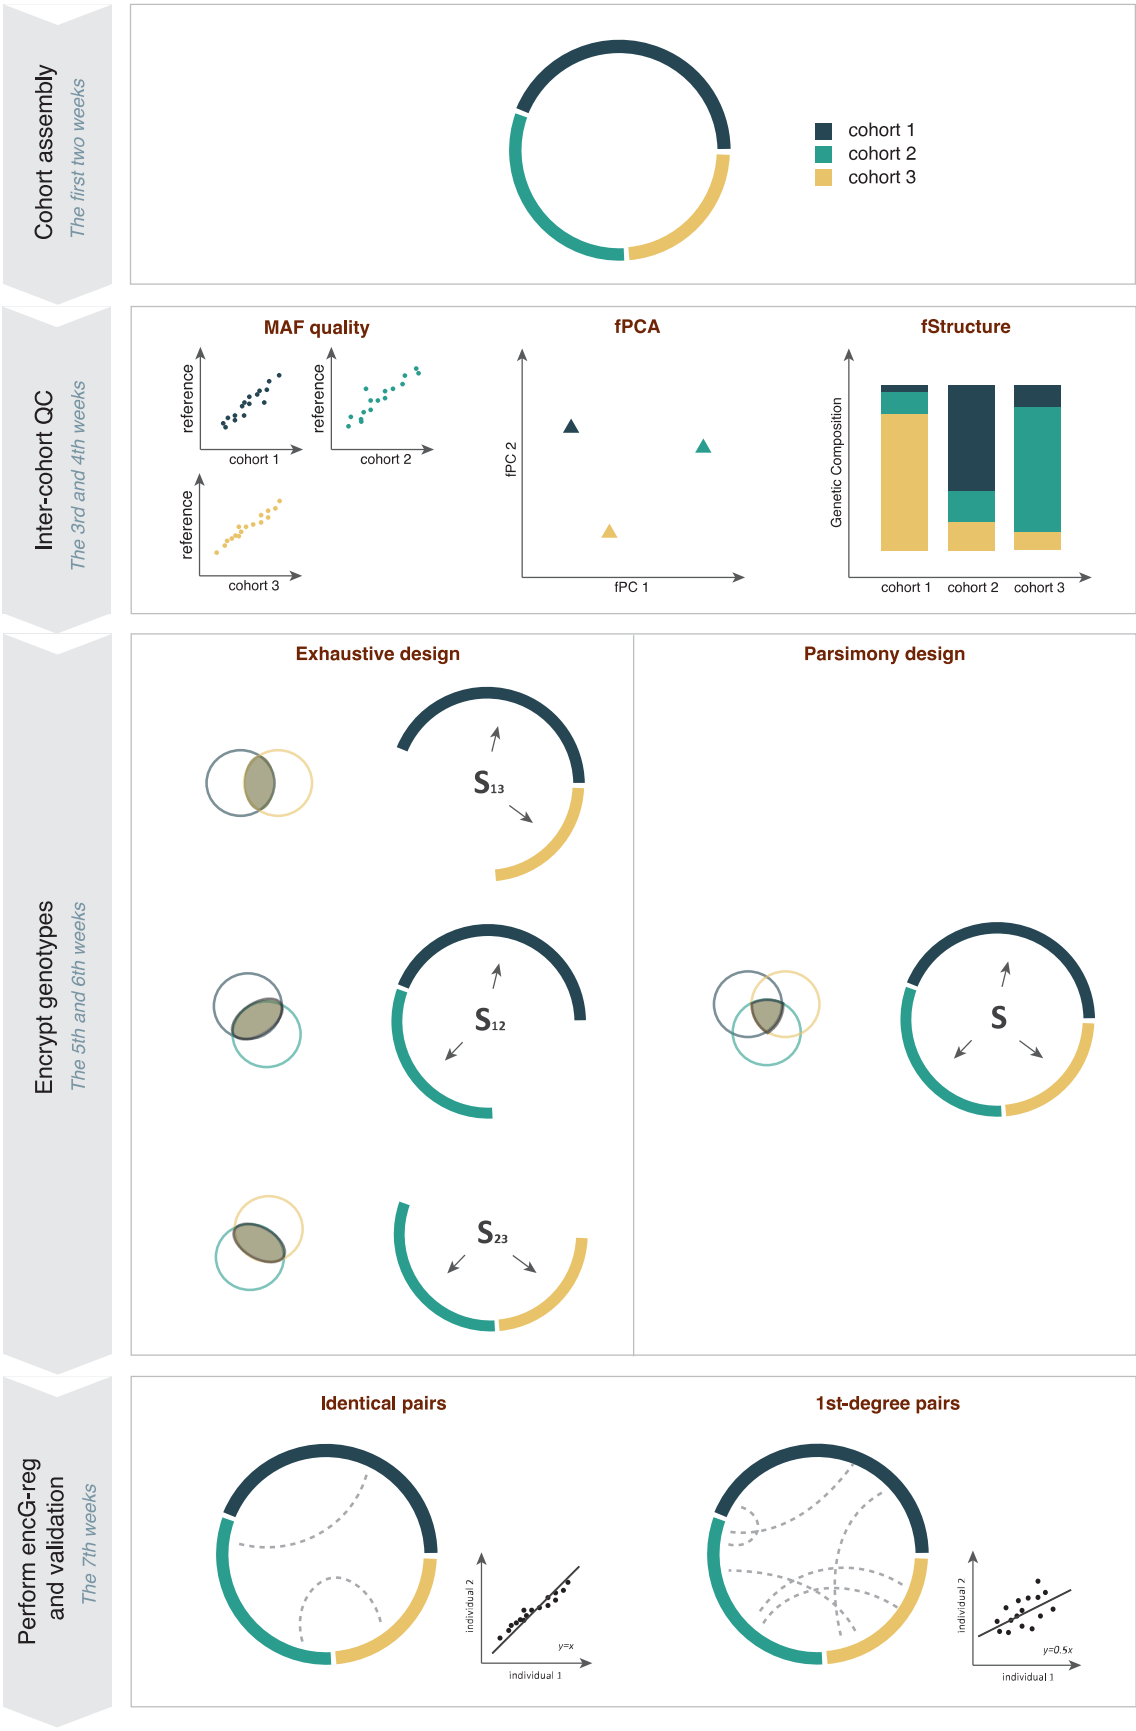 Cohort assembly
The first two weeks
cohort 1
cohort 2
cohort 3
Inter-cohort QC
The 3rd and 4th weeks
MAF quality
reference
cohort 1
reference
cohort 2
reference
cohort 3
fPCA
fPC 2
fPC 1
fStructure
Genetic Composition
cohort 1
cohort 2
cohort 3
Encrypt genotypes
The 5th and 6th weeks
Exhaustive design
S13
S12
S23
Parsimony design
S
Perform encG-reg
and validation
The 7th weeks
Identical pairs
individual 2
y=x
individual 1
1st-degree pairs
individual 2
y=0.5x
individual 1